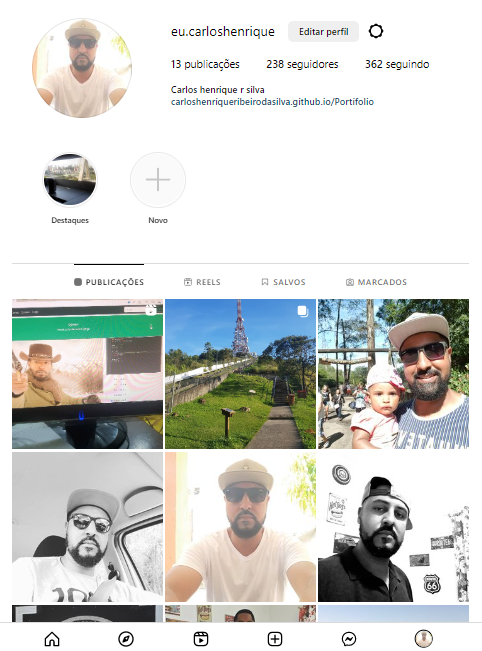 eu.carloshenrique Editar perfil
13 publicações 238 seguidores 362 seguindo
Carlos henrique r silva
carloshenriqueribeirodasilva.github.io/Portifolio
Destaques Novo
PUBLICAÇÕES REELS SALVOS MARCADOS
66